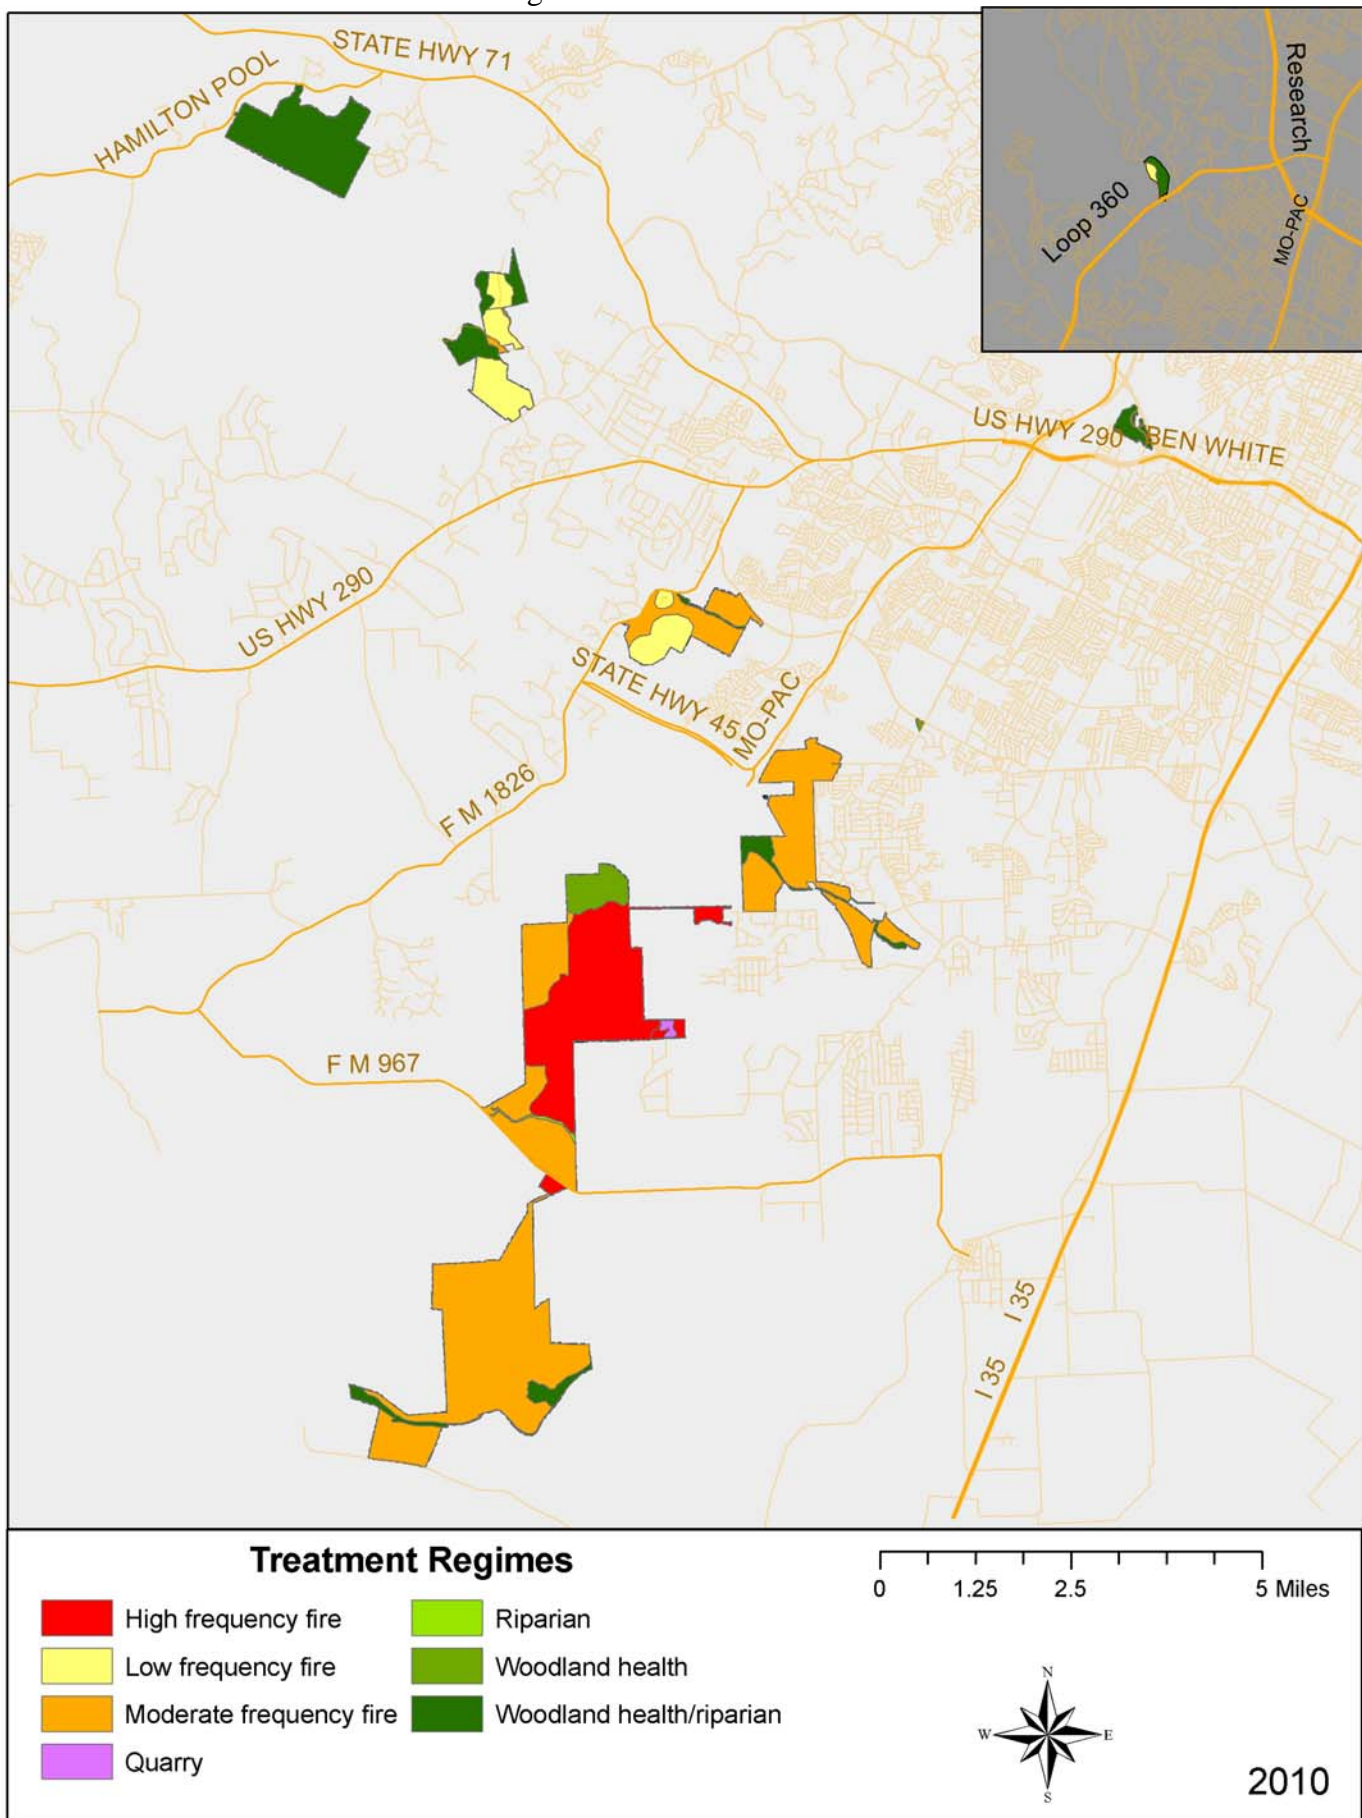 STATE HWY 71
HAMILTON POOL
Research
Loop 360
MO-PAC
US HWY 290
BEN WHITE
US HWY 290
STATE HWY 45
MO-PAC
F M 1826
F M 967
I 35
I 35
Treatment Regimes
High frequency fire
Low frequency fire
Moderate frequency fire
Quarry
Riparian
Woodland health
Woodland health/riparian
0 1.25 2.5 5 Miles
N
W E
S
2010